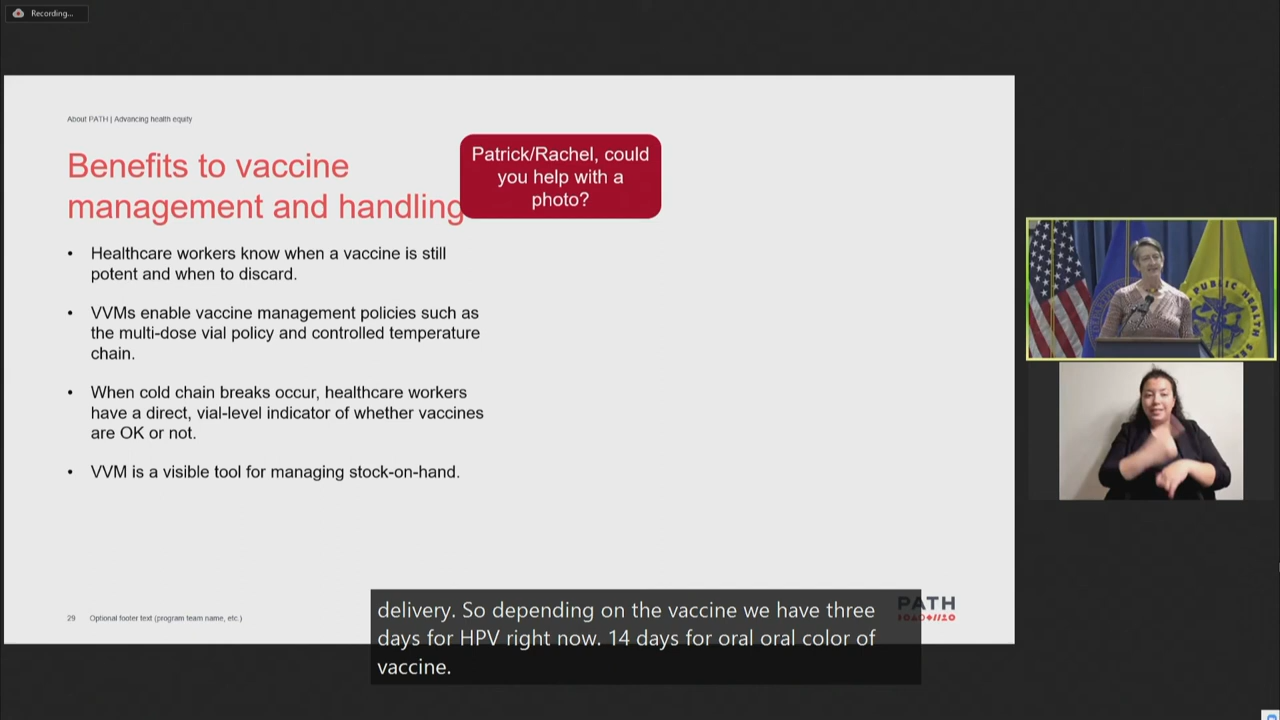 Recording...
About PATH | Advancing health equity
Benefits to vaccine
management and handling
Patrick/Rachel, could
you help with a
photo?
• Healthcare workers know when a vaccine is still
potent and when to discard.
• VVMs enable vaccine management policies such as
the multi-dose vial policy and controlled temperature
chain.
• When cold chain breaks occur, healthcare workers
have a direct, vial-level indicator of whether vaccines
are OK or not.
• VVM is a visible tool for managing stock-on-hand.
PUBLIC HEALTH SE
29 Optional footer text (program team name, etc.)
PATH
delivery. So depending on the vaccine we have three
days for HPV right now. 14 days for oral oral color of
vaccine.